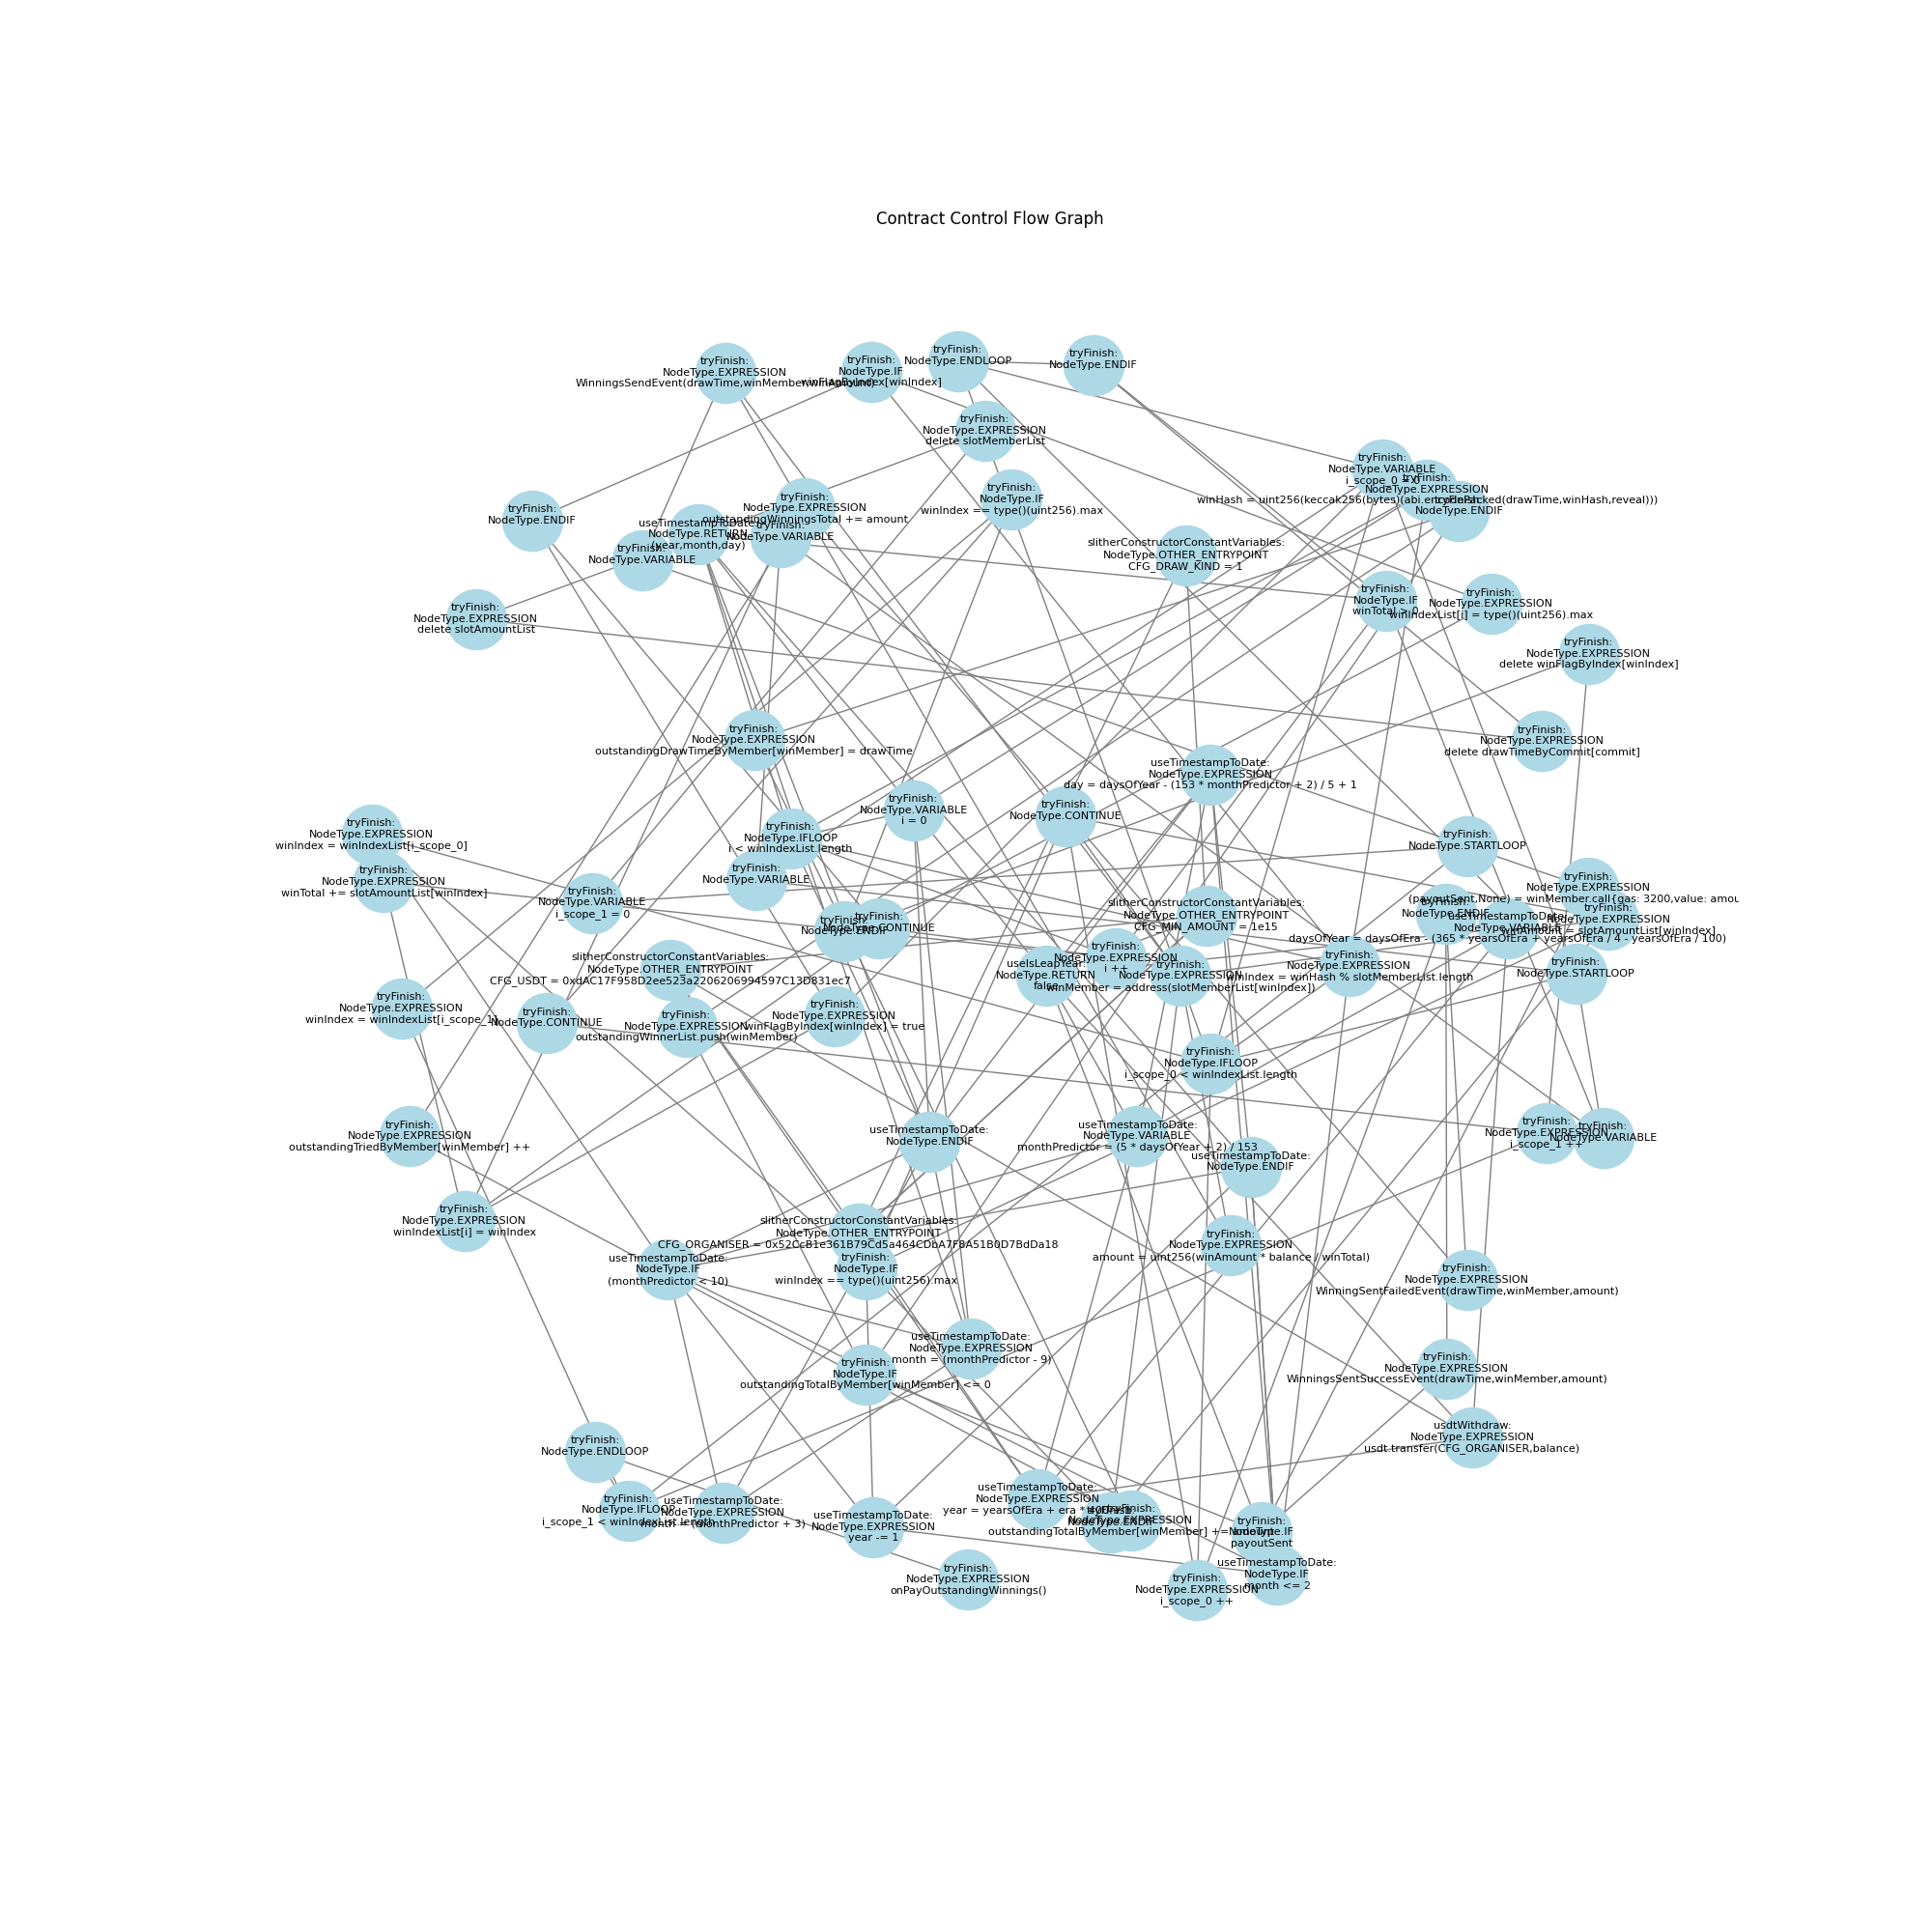 Contract Control Flow Graph
tryFinish:
NodeType.EXPRESSION
WinningsSendEvent(drawTime,winMember,winAmount)
tryFinish:
NodeType.IF
winFlagByIndex[winIndex]
tryFinish:
NodeType.ENDLOOP
tryFinish:
NodeType.ENDIF
tryFinish:
NodeType.EXPRESSION
delete slotMemberList
tryFinish:
NodeType.VARIABLE
i_scope_0 = 0
tryFinish:
NodeType.EXPRESSION
winHash = uint256(keccak256(bytes)(abi.encodePacked(drawTime,winHash,reveal)))
tryFinish:
NodeType.ENDIF
tryFinish:
NodeType.IF
winIndex == type()(uint256).max
tryFinish:
NodeType.EXPRESSION
outstandingWinningsTotal += amount
tryFinish:
NodeType.ENDIF
useTimestampToDate:
NodeType.RETURN
(year,month,day)
tryFinish:
NodeType.VARIABLE
tryFinish:
NodeType.VARIABLE
slitherConstructorConstantVariables:
NodeType.OTHER_ENTRYPOINT
CFG_DRAW_KIND = 1
tryFinish:
NodeType.EXPRESSION
delete slotAmountList
tryFinish:
NodeType.IF
winTotal > 0
tryFinish:
NodeType.EXPRESSION
winIndexList[i] = type()(uint256).max
tryFinish:
NodeType.EXPRESSION
delete winFlagByIndex[winIndex]
tryFinish:
NodeType.EXPRESSION
outstandingDrawTimeByMember[winMember] = drawTime
tryFinish:
NodeType.EXPRESSION
delete drawTimeByCommit[commit]
useTimestampToDate:
NodeType.EXPRESSION
day = daysOfYear - (153 * monthPredictor + 2) / 5 + 1
tryFinish:
NodeType.VARIABLE
i = 0
tryFinish:
NodeType.CONTINUE
tryFinish:
NodeType.EXPRESSION
winIndex = winIndexList[i_scope_0]
tryFinish:
NodeType.IFLOOP
i < winIndexList.length
tryFinish:
NodeType.STARTLOOP
tryFinish:
NodeType.EXPRESSION
winTotal += slotAmountList[winIndex]
tryFinish:
NodeType.VARIABLE
tryFinish:
NodeType.VARIABLE
i_scope_1 = 0
tryFinish:
NodeType.EXPRESSION
(payoutSent,None) = winMember.call{gas: 3200,value: amou
tryFinish:
NodeType.ENDIF
tryFinish:
NodeType.CONTINUE
slitherConstructorConstantVariables:
NodeType.OTHER_ENTRYPOINT
CFG_MIN_AMOUNT = 1e15
tryFinish:
NodeType.ENDIF
useTimestampToDate:
NodeType.VARIABLE
daysOfYear = daysOfEra - (365 * yearsOfEra + yearsOfEra / 4 - yearsOfEra / 100)
tryFinish:
NodeType.EXPRESSION
winAmount = slotAmountList[winIndex]
slitherConstructorConstantVariables:
NodeType.OTHER_ENTRYPOINT
CFG_USDT = 0xdAC17F958D2ee523a2206206994597C13D831ec7
tryFinish:
NodeType.EXPRESSION
i ++
useIsLeapYear:
NodeType.RETURN
false
tryFinish:
NodeType.EXPRESSION
winMember = address(slotMemberList[winIndex])
tryFinish:
NodeType.EXPRESSION
winIndex = winHash % slotMemberList.length
tryFinish:
NodeType.STARTLOOP
tryFinish:
NodeType.EXPRESSION
winIndex = winIndexList[i_scope_1]
tryFinish:
NodeType.CONTINUE
tryFinish:
NodeType.EXPRESSION
outstandingWinnerList.push(winMember)
tryFinish:
NodeType.EXPRESSION
winFlagByIndex[winIndex] = true
tryFinish:
NodeType.IFLOOP
i_scope_0 < winIndexList.length
tryFinish:
NodeType.EXPRESSION
outstandingTriedByMember[winMember] ++
useTimestampToDate:
NodeType.ENDIF
useTimestampToDate:
NodeType.VARIABLE
monthPredictor = (5 * daysOfYear + 2) / 153
useTimestampToDate:
NodeType.ENDIF
tryFinish:
NodeType.EXPRESSION
i_scope_1 ++
tryFinish:
NodeType.VARIABLE
tryFinish:
NodeType.EXPRESSION
winIndexList[i] = winIndex
slitherConstructorConstantVariables:
NodeType.OTHER_ENTRYPOINT
CFG_ORGANISER = 0x52CcB1e361B79Cd5a464CDbA7F8A51B0D7BdDa18
tryFinish:
NodeType.EXPRESSION
amount = uint256(winAmount * balance / winTotal)
useTimestampToDate:
NodeType.IF
(monthPredictor < 10)
tryFinish:
NodeType.IF
winIndex == type()(uint256).max
tryFinish:
NodeType.EXPRESSION
WinningSentFailedEvent(drawTime,winMember,amount)
useTimestampToDate:
NodeType.EXPRESSION
month = (monthPredictor - 9)
tryFinish:
NodeType.IF
outstandingTotalByMember[winMember] <= 0
tryFinish:
NodeType.EXPRESSION
WinningsSentSuccessEvent(drawTime,winMember,amount)
usdtWithdraw:
NodeType.EXPRESSION
usdt.transfer(CFG_ORGANISER,balance)
tryFinish:
NodeType.ENDLOOP
tryFinish:
NodeType.IFLOOP
i_scope_1 < winIndexList.length
useTimestampToDate:
NodeType.EXPRESSION
month = (monthPredictor + 3)
useTimestampToDate:
NodeType.EXPRESSION
year -= 1
useTimestampToDate:
NodeType.EXPRESSION
year = yearsOfEra + era *
NodeType.ENDIF
tryFinish:
NodeType.EXPRESSION
outstandingTotalByMember[winMember] += amount
tryFinish:
NodeType.IF
payoutSent
useTimestampToDate:
NodeType.IF
month <= 2
tryFinish:
NodeType.EXPRESSION
onPayOutstandingWinnings()
tryFinish:
NodeType.EXPRESSION
i_scope_0 ++